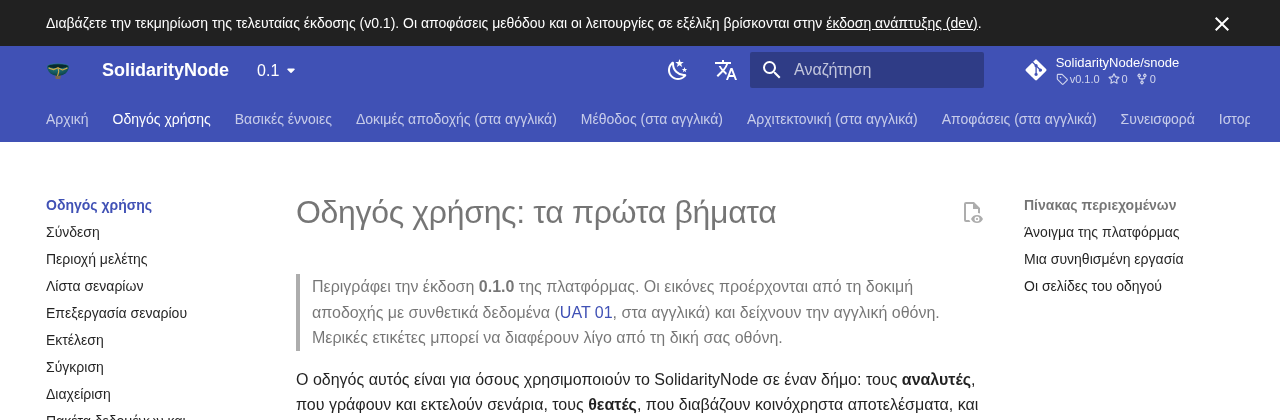 Διαβάζετε την τεκμηρίωση της τελευταίας έκδοσης (v0.1). Οι αποφάσεις μεθόδου και οι λειτουργίες σε εξέλιξη βρίσκονται στην έκδοση ανάπτυξης (dev).
SolidarityNode 0.1 Αναζήτηση SolidarityNode/snode
v0.1.0 0 0
Αρχική Οδηγός χρήσης Βασικές έννοιες Δοκιμές αποδοχής (στα αγγλικά) Μέθοδος (στα αγγλικά) Αρχιτεκτονική (στα αγγλικά) Αποφάσεις (στα αγγλικά) Συνεισφορά Ιστορ
Οδηγός χρήσης
Σύνδεση
Περιοχή μελέτης
Λίστα σεναρίων
Επεξεργασία σεναρίου
Εκτέλεση
Σύγκριση
Διαχείριση
Πακέτα δεδομένων και
Οδηγός χρήσης: τα πρώτα βήματα
Περιγράφει την έκδοση 0.1.0 της πλατφόρμας. Οι εικόνες προέρχονται από τη δοκιμή
αποδοχής με συνθετικά δεδομένα (UAT 01, στα αγγλικά) και δείχνουν την αγγλική οθόνη.
Μερικές ετικέτες μπορεί να διαφέρουν λίγο από τη δική σας οθόνη.
Ο οδηγός αυτός είναι για όσους χρησιμοποιούν το SolidarityNode σε έναν δήμο: τους αναλυτές,
που γράφουν και εκτελούν σενάρια, τους θεατές, που διαβάζουν κοινόχρηστα αποτελέσματα, και
Πίνακας περιεχομένων
Άνοιγμα της πλατφόρμας
Μια συνηθισμένη εργασία
Οι σελίδες του οδηγού